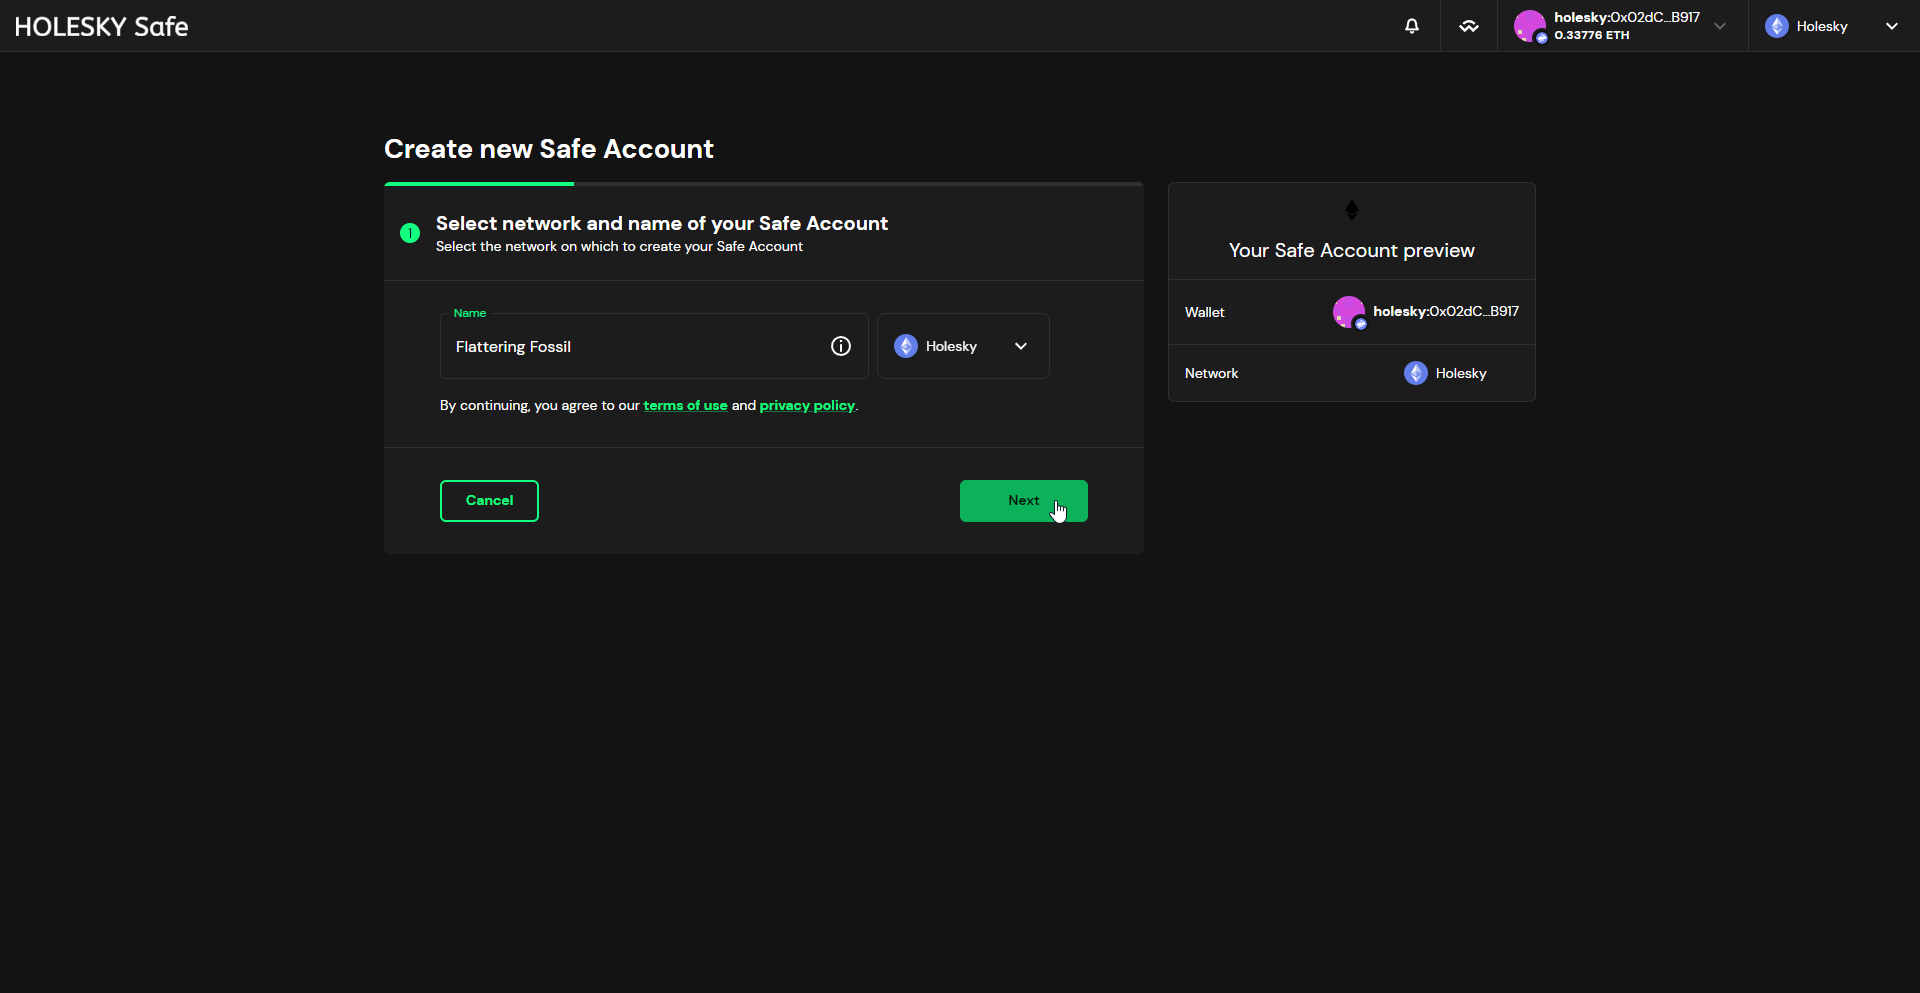 HOLESKY Safe
holesky:0x02dC...B917
0.33776 ETH
Holesky
Create new Safe Account
1
Select network and name of your Safe Account
Select the network on which to create your Safe Account
Name
Flattering Fossil
Holesky
By continuing, you agree to our terms of use and privacy policy.
Cancel
Next
Your Safe Account preview
Wallet
holesky:0x02dC...B917
Network
Holesky